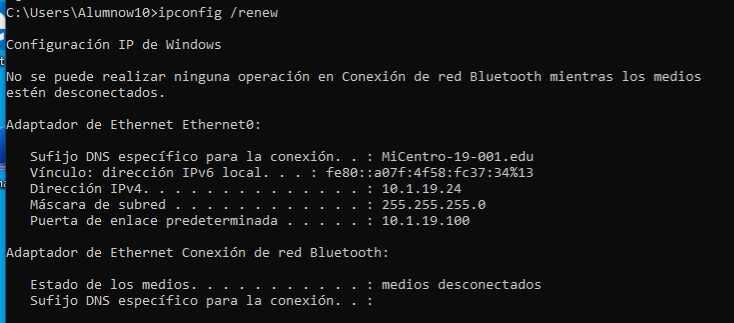 C:\Users\Alumnow10>ipconfig /renew
Configuración IP de Windows
No se puede realizar ninguna operación en Conexión de red Bluetooth mientras los medios
estén desconectados.
Adaptador de Ethernet Ethernet0:
   Sufijo DNS específico para la conexión. . : MiCentro-19-001.edu
   Vínculo: dirección IPv6 local. . . : fe80::a07f:4f58:fc37:34%13
   Dirección IPv4. . . . . . . . . . . . . . : 10.1.19.24
   Máscara de subred . . . . . . . . . . . . : 255.255.255.0
   Puerta de enlace predeterminada . . . . . : 10.1.19.100
Adaptador de Ethernet Conexión de red Bluetooth:
   Estado de los medios. . . . . . . . . . . : medios desconectados
   Sufijo DNS específico para la conexión. . :